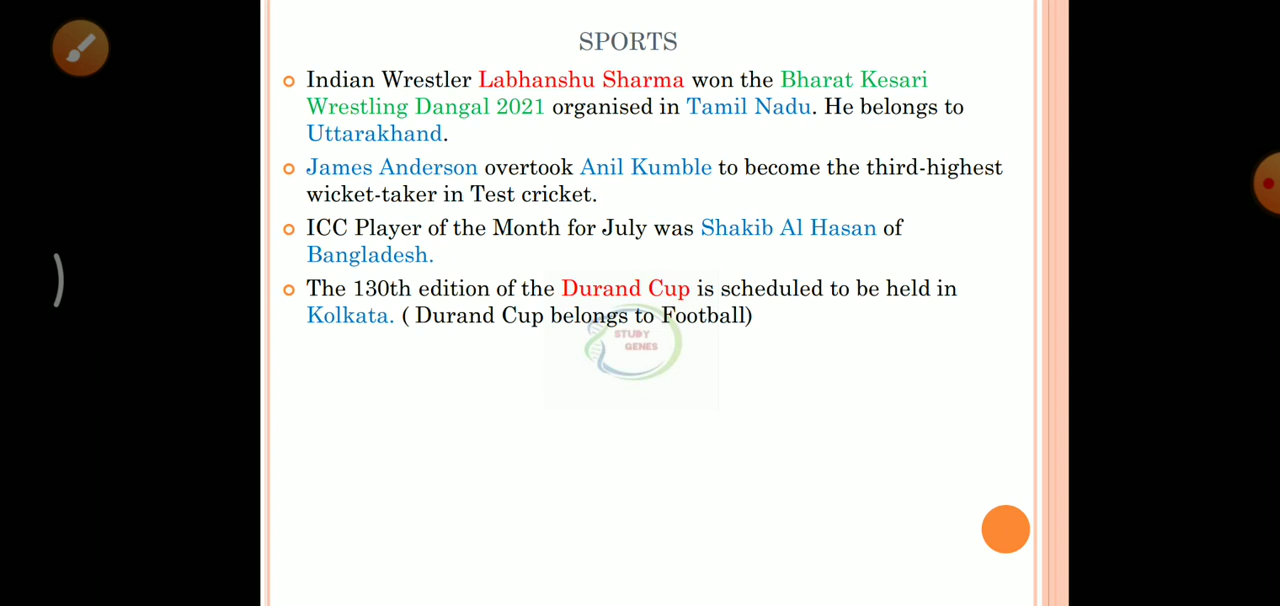 SPORTS
Indian Wrestler Labhanshu Sharma won the Bharat Kesari
Wrestling Dangal 2021 organised in Tamil Nadu. He belongs to
Uttarakhand.
James Anderson overtook Anil Kumble to become the third-highest
wicket-taker in Test cricket.
ICC Player of the Month for July was Shakib Al Hasan of
Bangladesh.
The 130th edition of the Durand Cup is scheduled to be held in
Kolkata. ( Durand Cup belongs to Football)
STUDY
GENES